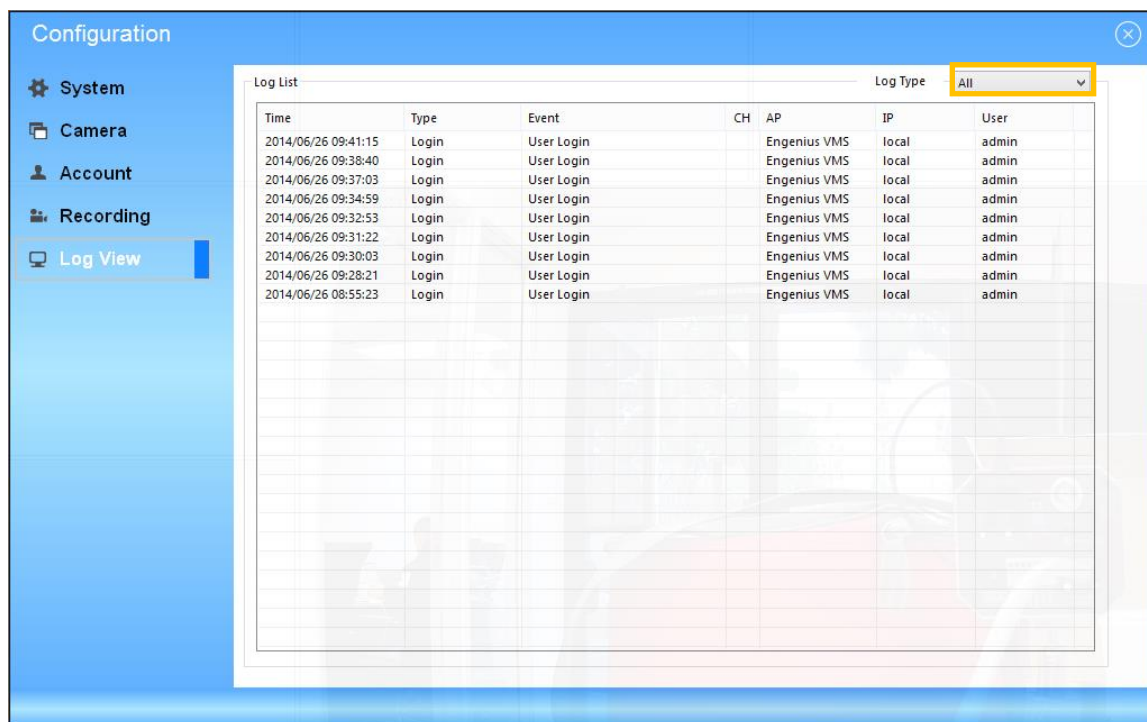 Configuration
System
Camera
Account
Recording
Log View
Log List Log Type All
Time Type Event CH AP IP User
2014/06/26 09:41:15 Login User Login Engenius VMS local admin
2014/06/26 09:38:40 Login User Login Engenius VMS local admin
2014/06/26 09:37:03 Login User Login Engenius VMS local admin
2014/06/26 09:34:59 Login User Login Engenius VMS local admin
2014/06/26 09:32:53 Login User Login Engenius VMS local admin
2014/06/26 09:31:22 Login User Login Engenius VMS local admin
2014/06/26 09:30:03 Login User Login Engenius VMS local admin
2014/06/26 09:28:21 Login User Login Engenius VMS local admin
2014/06/26 08:55:23 Login User Login Engenius VMS local admin